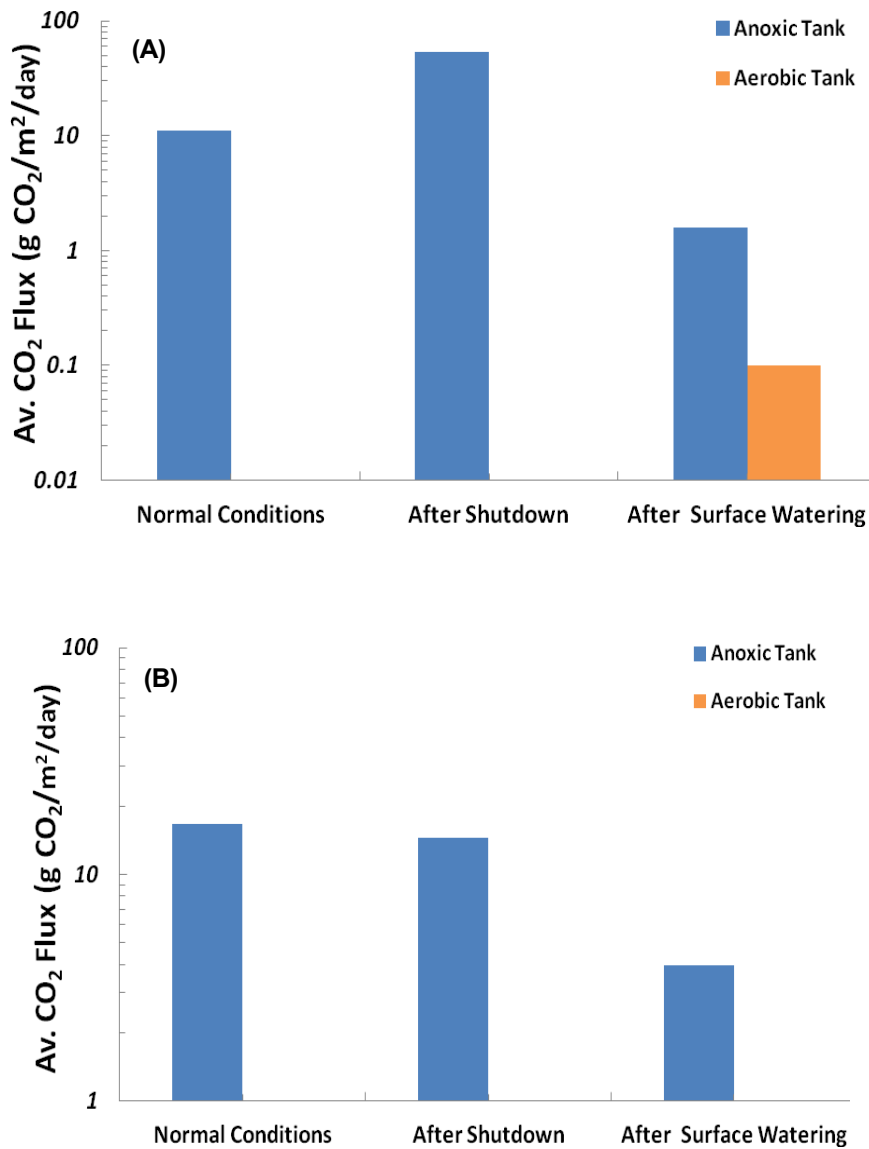 (A)
Anoxic Tank
Aerobic Tank
Av. CO₂ Flux (g CO₂/m²/day)
100
10
1
0.1
0.01
Normal Conditions After Shutdown After Surface Watering
(B)
Anoxic Tank
Aerobic Tank
Av. CO₂ Flux (g CO₂/m²/day)
100
10
1
Normal Conditions After Shutdown After Surface Watering